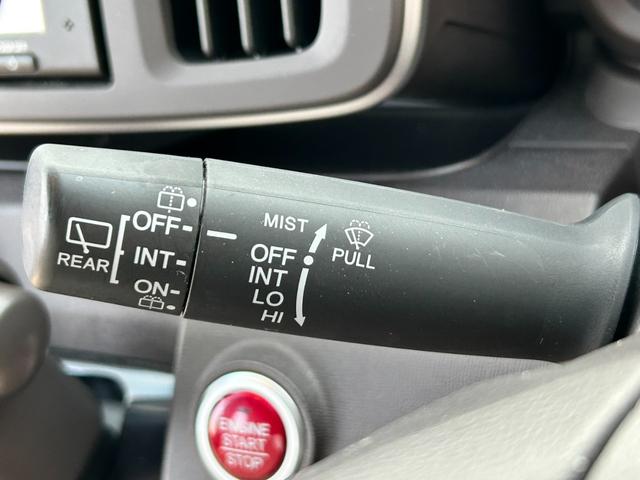 OFF
REAR
INT
ON
MIST
OFF
INT
LO
HI
PULL
ENGINE
START
STOP